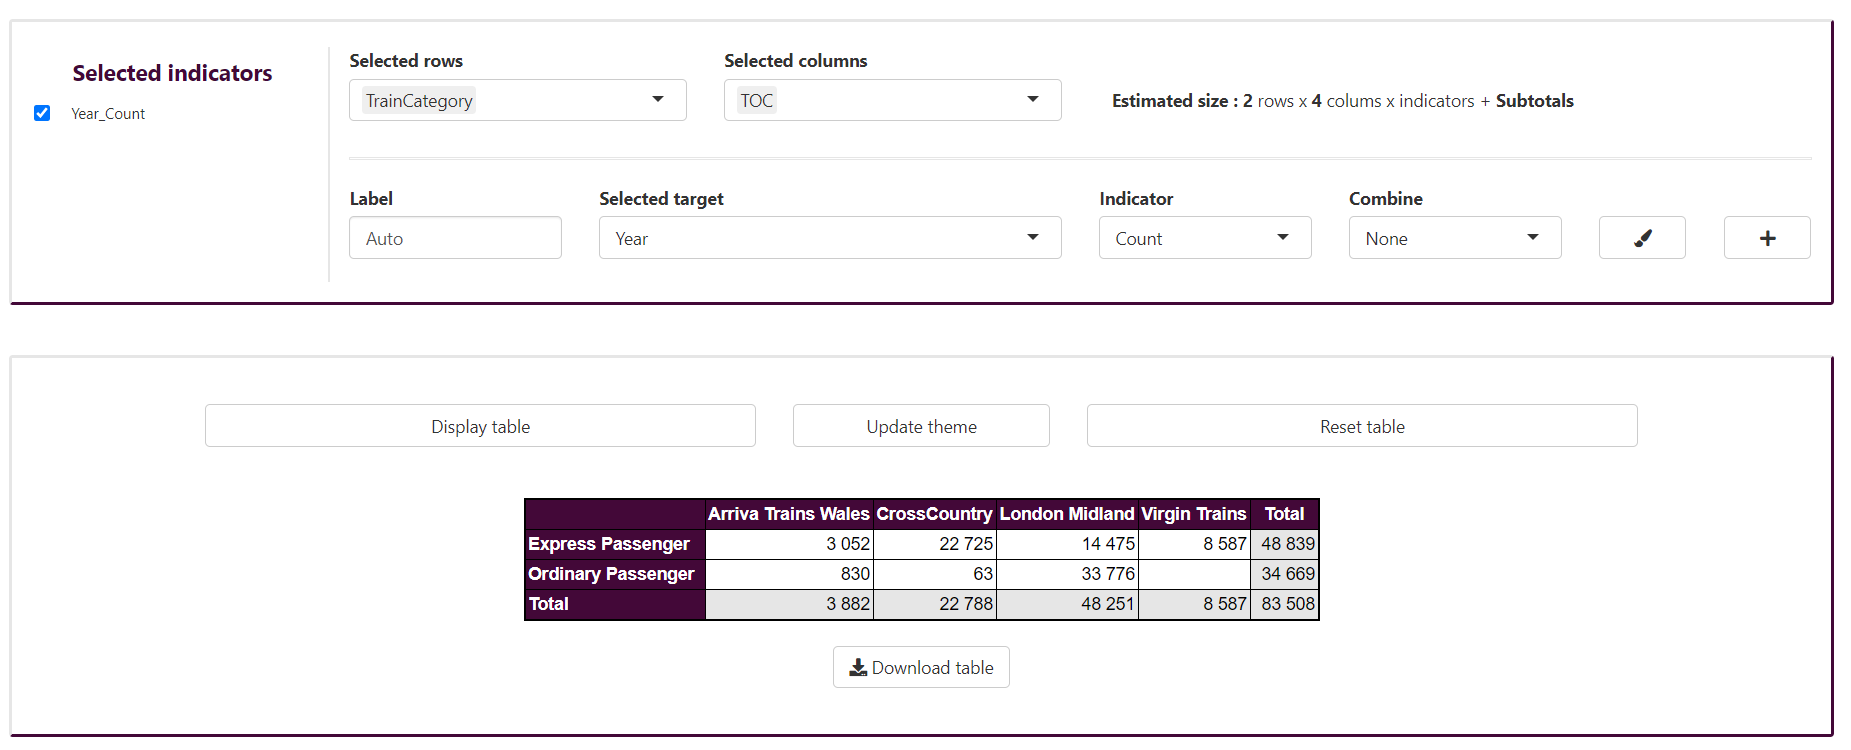 Selected indicators
Year_Count
Selected rows
TrainCategory
Selected columns
TOC
Estimated size : 2 rows x 4 colums x indicators + Subtotals
Label
Auto
Selected target
Year
Indicator
Count
Combine
None
Display table
Update theme
Reset table
Arriva Trains Wales CrossCountry London Midland Virgin Trains Total
Express Passenger 3 052 22 725 14 475 8 587 48 839
Ordinary Passenger 830 63 33 776 34 669
Total 3 882 22 788 48 251 8 587 83 508
Download table